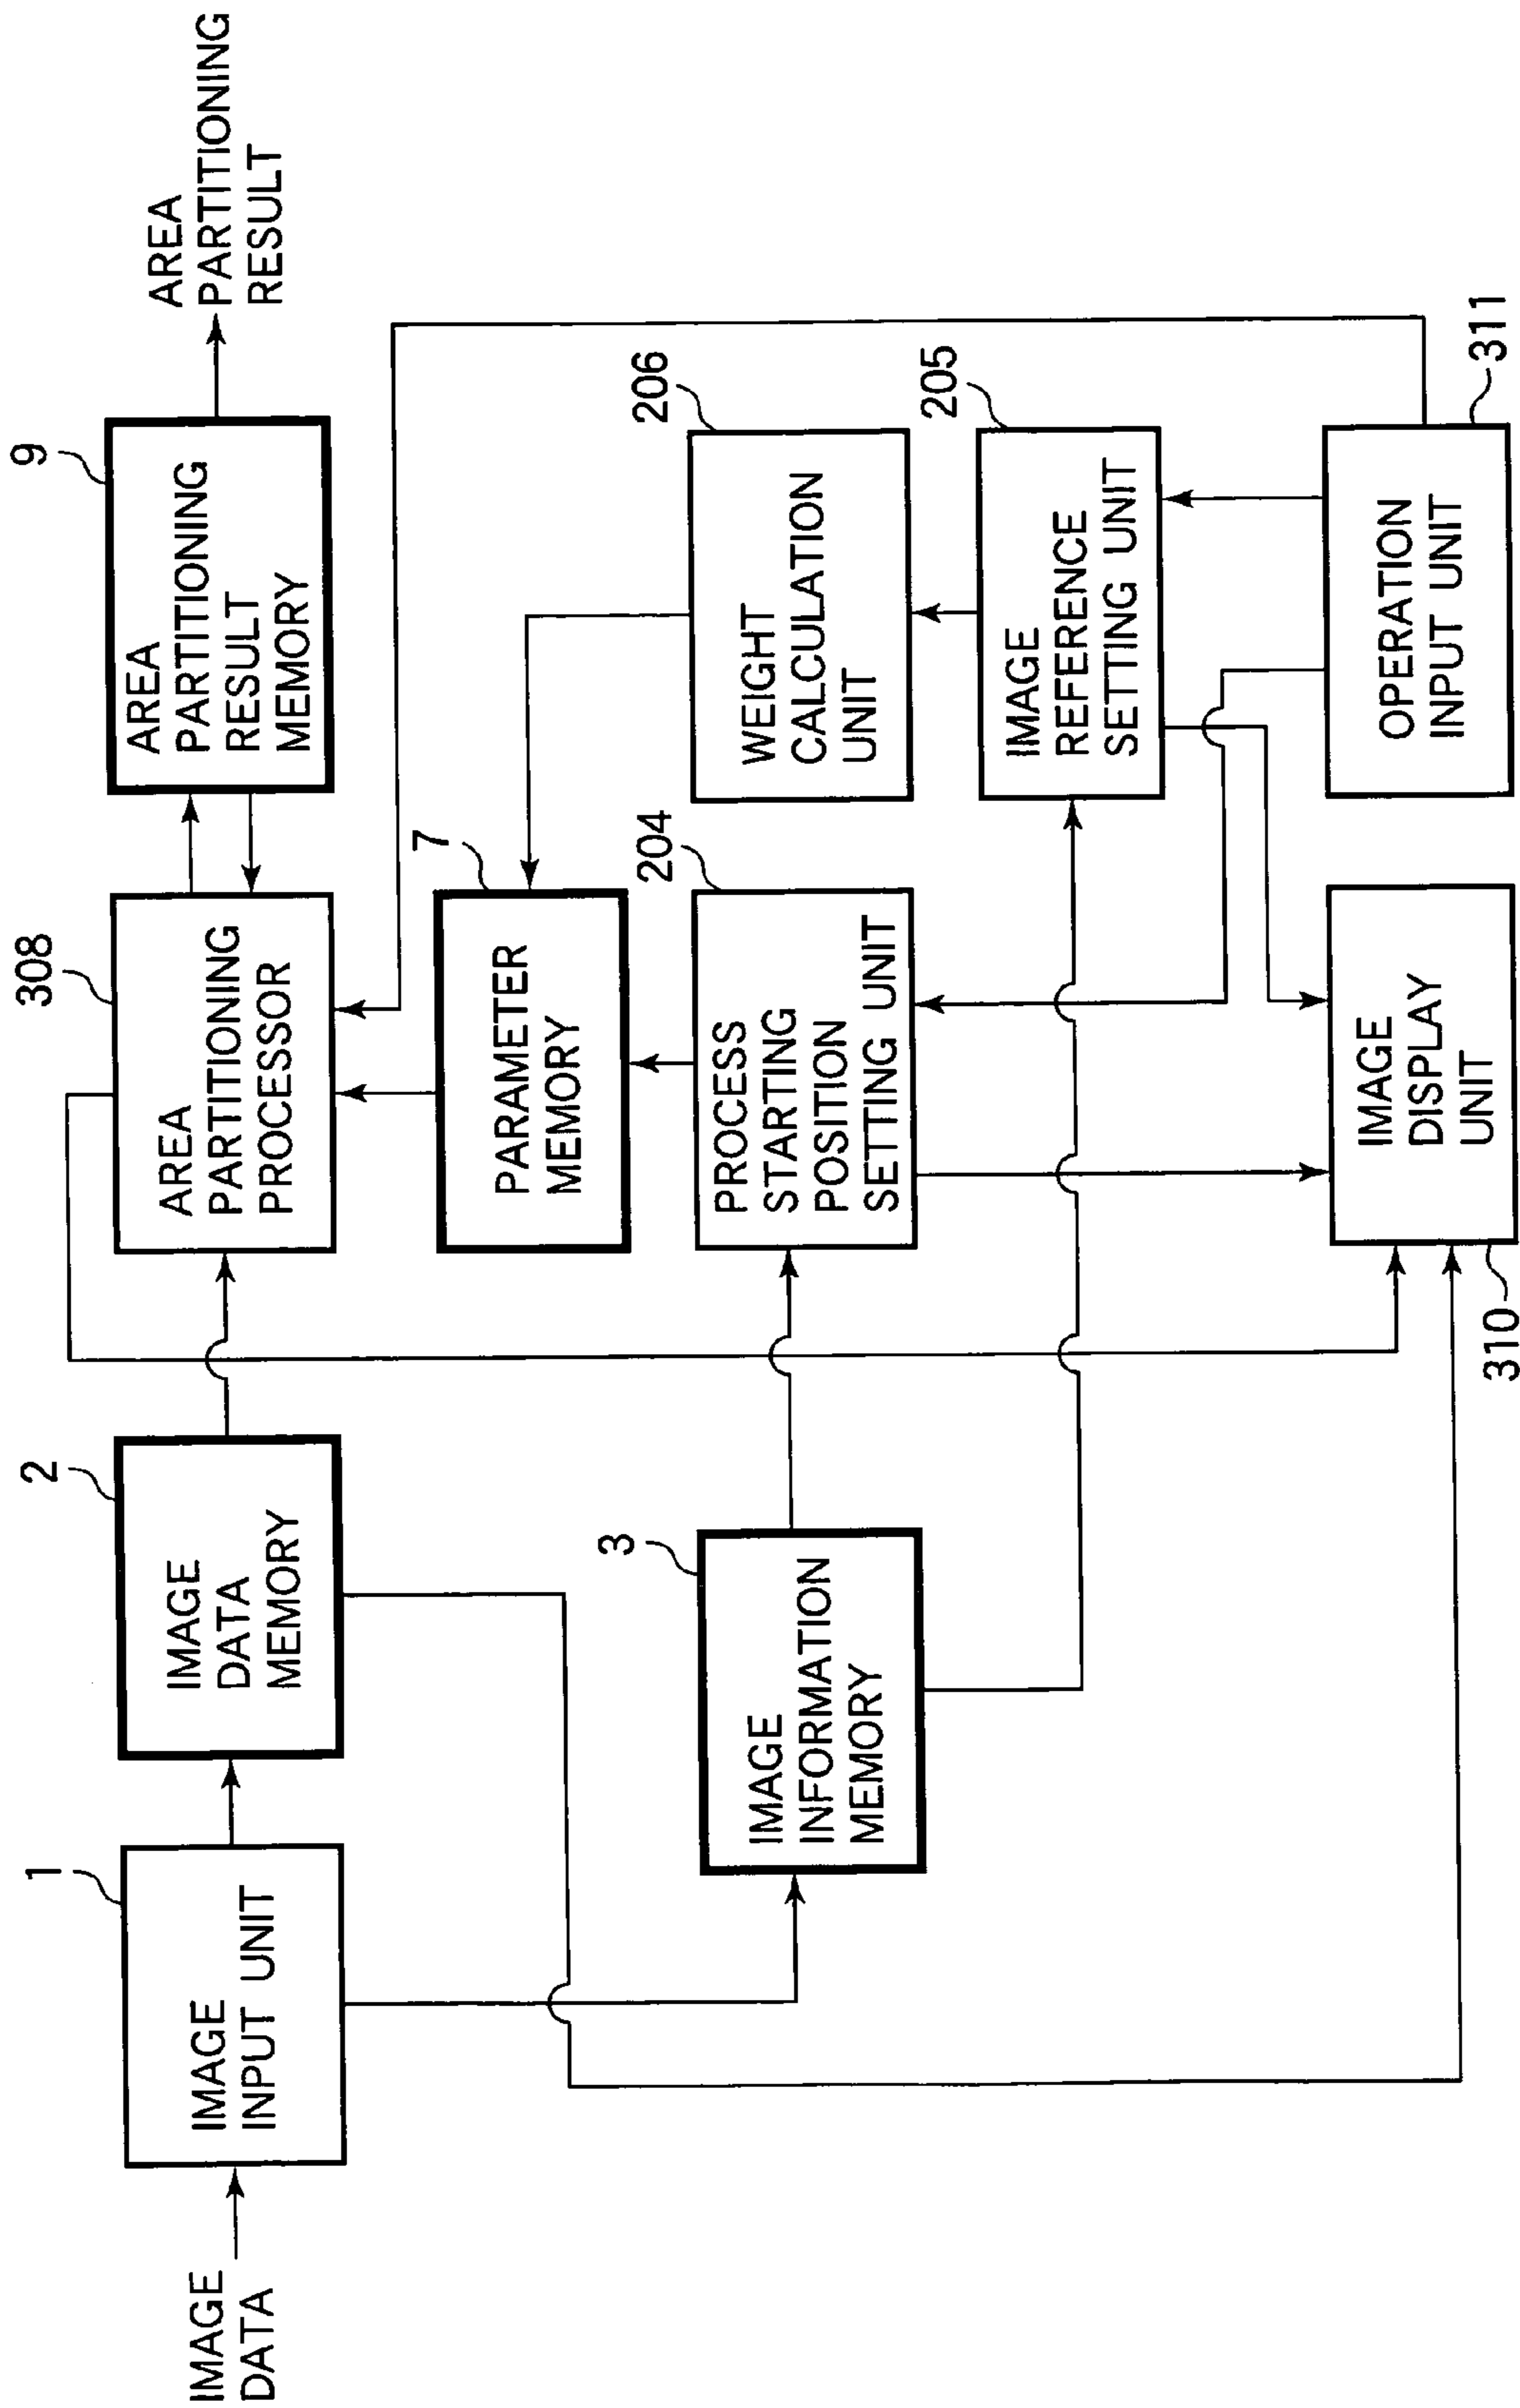 IMAGE
DATA
1
IMAGE
INPUT UNIT
2
IMAGE
DATA
MEMORY
308
AREA
PARTITIONING
PROCESSOR
9
AREA
PARTITIONING
RESULT
MEMORY
AREA
PARTITIONING
RESULT
7
PARAMETER
MEMORY
3
IMAGE
INFORMATION
MEMORY
204
PROCESS
STARTING
POSITION
SETTING UNIT
206
WEIGHT
CALCULATION
UNIT
205
IMAGE
REFERENCE
SETTING UNIT
310
IMAGE
DISPLAY
UNIT
311
OPERATION
INPUT UNIT